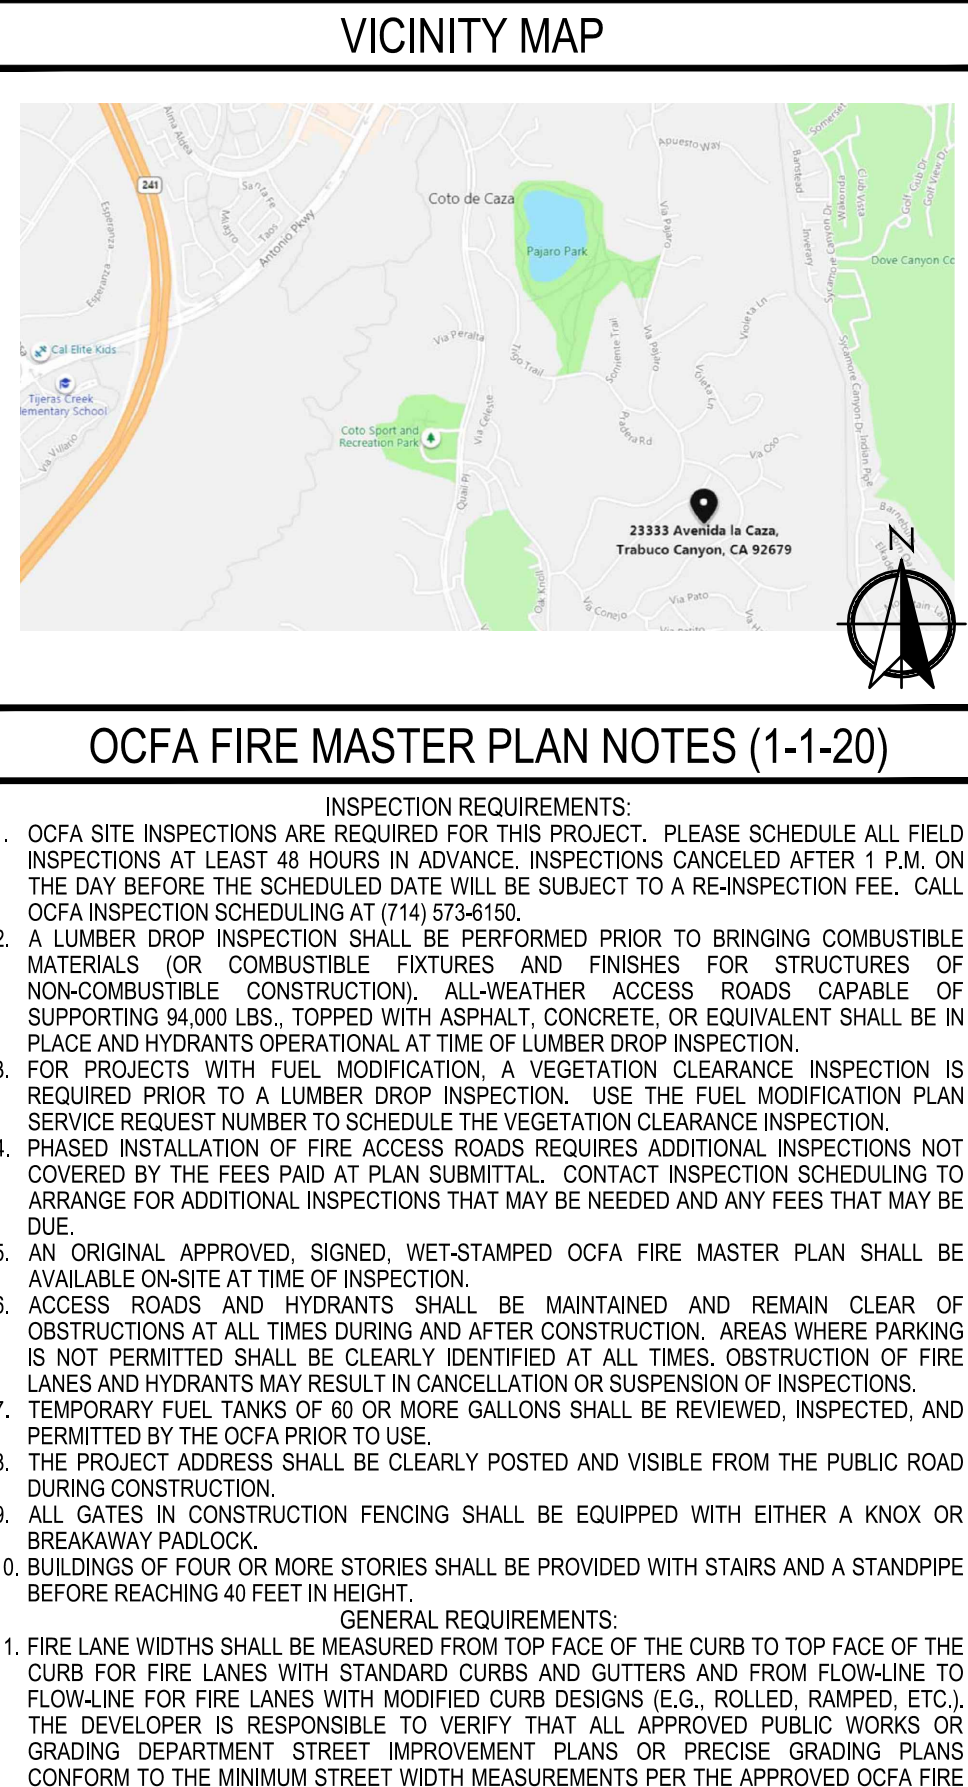 VICINITY MAP
Alma Aldea
Somerset
Apuesto Way
Banstead
241
Santa Fe
Coto de Caza
Wakonda
Club Vista
Golf Club Dr
Golf View Dr
Esperanza
Milagro
Taos
Antonio Pkwy
Via Pajaro
Inverary
Sycamore Canyon Dr
Pajaro Park
Dove Canyon Co
Esperanza
Violeta Ln
Via Peralta
Tigo Trail
Via Pajaro
Cal Elite Kids
Violeta Ln
Tijeras Creek
lementary School
Via Celeste
Pradera Rd
Sycamore Canyon Dr
Coto Sport and
Recreation Park
Via Villario
Via Oso
Indian Pipe
Quail Pl
23333 Avenida la Caza,
Trabuco Canyon, CA 92679
N
Oak Knoll
Via Conejo
Via Pato
OCFA FIRE MASTER PLAN NOTES (1-1-20)
INSPECTION REQUIREMENTS:
. OCFA SITE INSPECTIONS ARE REQUIRED FOR THIS PROJECT. PLEASE SCHEDULE ALL FIELD
INSPECTIONS AT LEAST 48 HOURS IN ADVANCE. INSPECTIONS CANCELED AFTER 1 P.M. ON
THE DAY BEFORE THE SCHEDULED DATE WILL BE SUBJECT TO A RE-INSPECTION FEE. CALL
OCFA INSPECTION SCHEDULING AT (714) 573-6150.
2. A LUMBER DROP INSPECTION SHALL BE PERFORMED PRIOR TO BRINGING COMBUSTIBLE
MATERIALS (OR COMBUSTIBLE FIXTURES AND FINISHES FOR STRUCTURES OF
NON-COMBUSTIBLE CONSTRUCTION). ALL-WEATHER ACCESS ROADS CAPABLE OF
SUPPORTING 94,000 LBS., TOPPED WITH ASPHALT, CONCRETE, OR EQUIVALENT SHALL BE IN
PLACE AND HYDRANTS OPERATIONAL AT TIME OF LUMBER DROP INSPECTION.
3. FOR PROJECTS WITH FUEL MODIFICATION, A VEGETATION CLEARANCE INSPECTION IS
REQUIRED PRIOR TO A LUMBER DROP INSPECTION. USE THE FUEL MODIFICATION PLAN
SERVICE REQUEST NUMBER TO SCHEDULE THE VEGETATION CLEARANCE INSPECTION.
4. PHASED INSTALLATION OF FIRE ACCESS ROADS REQUIRES ADDITIONAL INSPECTIONS NOT
COVERED BY THE FEES PAID AT PLAN SUBMITTAL. CONTACT INSPECTION SCHEDULING TO
ARRANGE FOR ADDITIONAL INSPECTIONS THAT MAY BE NEEDED AND ANY FEES THAT MAY BE
DUE.
5. AN ORIGINAL APPROVED, SIGNED, WET-STAMPED OCFA FIRE MASTER PLAN SHALL BE
AVAILABLE ON-SITE AT TIME OF INSPECTION.
6. ACCESS ROADS AND HYDRANTS SHALL BE MAINTAINED AND REMAIN CLEAR OF
OBSTRUCTIONS AT ALL TIMES DURING AND AFTER CONSTRUCTION. AREAS WHERE PARKING
IS NOT PERMITTED SHALL BE CLEARLY IDENTIFIED AT ALL TIMES. OBSTRUCTION OF FIRE
LANES AND HYDRANTS MAY RESULT IN CANCELLATION OR SUSPENSION OF INSPECTIONS.
7. TEMPORARY FUEL TANKS OF 60 OR MORE GALLONS SHALL BE REVIEWED, INSPECTED, AND
PERMITTED BY THE OCFA PRIOR TO USE.
8. THE PROJECT ADDRESS SHALL BE CLEARLY POSTED AND VISIBLE FROM THE PUBLIC ROAD
DURING CONSTRUCTION.
9. ALL GATES IN CONSTRUCTION FENCING SHALL BE EQUIPPED WITH EITHER A KNOX OR
BREAKAWAY PADLOCK.
0. BUILDINGS OF FOUR OR MORE STORIES SHALL BE PROVIDED WITH STAIRS AND A STANDPIPE
BEFORE REACHING 40 FEET IN HEIGHT.
GENERAL REQUIREMENTS:
1. FIRE LANE WIDTHS SHALL BE MEASURED FROM TOP FACE OF THE CURB TO TOP FACE OF THE
CURB FOR FIRE LANES WITH STANDARD CURBS AND GUTTERS AND FROM FLOW-LINE TO
FLOW-LINE FOR FIRE LANES WITH MODIFIED CURB DESIGNS (E.G., ROLLED, RAMPED, ETC.).
THE DEVELOPER IS RESPONSIBLE TO VERIFY THAT ALL APPROVED PUBLIC WORKS OR
GRADING DEPARTMENT STREET IMPROVEMENT PLANS OR PRECISE GRADING PLANS
CONFORM TO THE MINIMUM STREET WIDTH MEASUREMENTS PER THE APPROVED OCFA FIRE